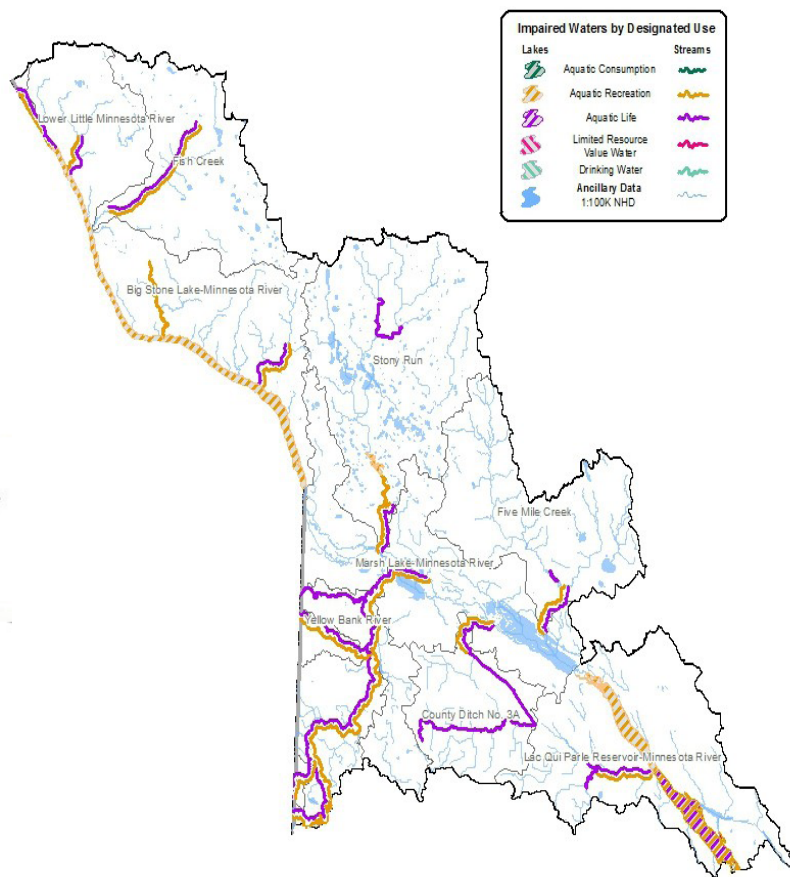 Impaired Waters by Designated Use
Lakes Streams
Aquatic Consumption
Aquatic Recreation
Aquatic Life
Limited Resource
Value Water
Drinking Water
Ancillary Data
1:100K NHD
Lower Little Minnesota River
Fish Creek
Big Stone Lake-Minnesota River
Stony Run
Five Mile Creek
Marsh Lake-Minnesota River
Yellow Bank River
County Ditch No. 3A
Lac Qui Parle Reservoir-Minnesota River